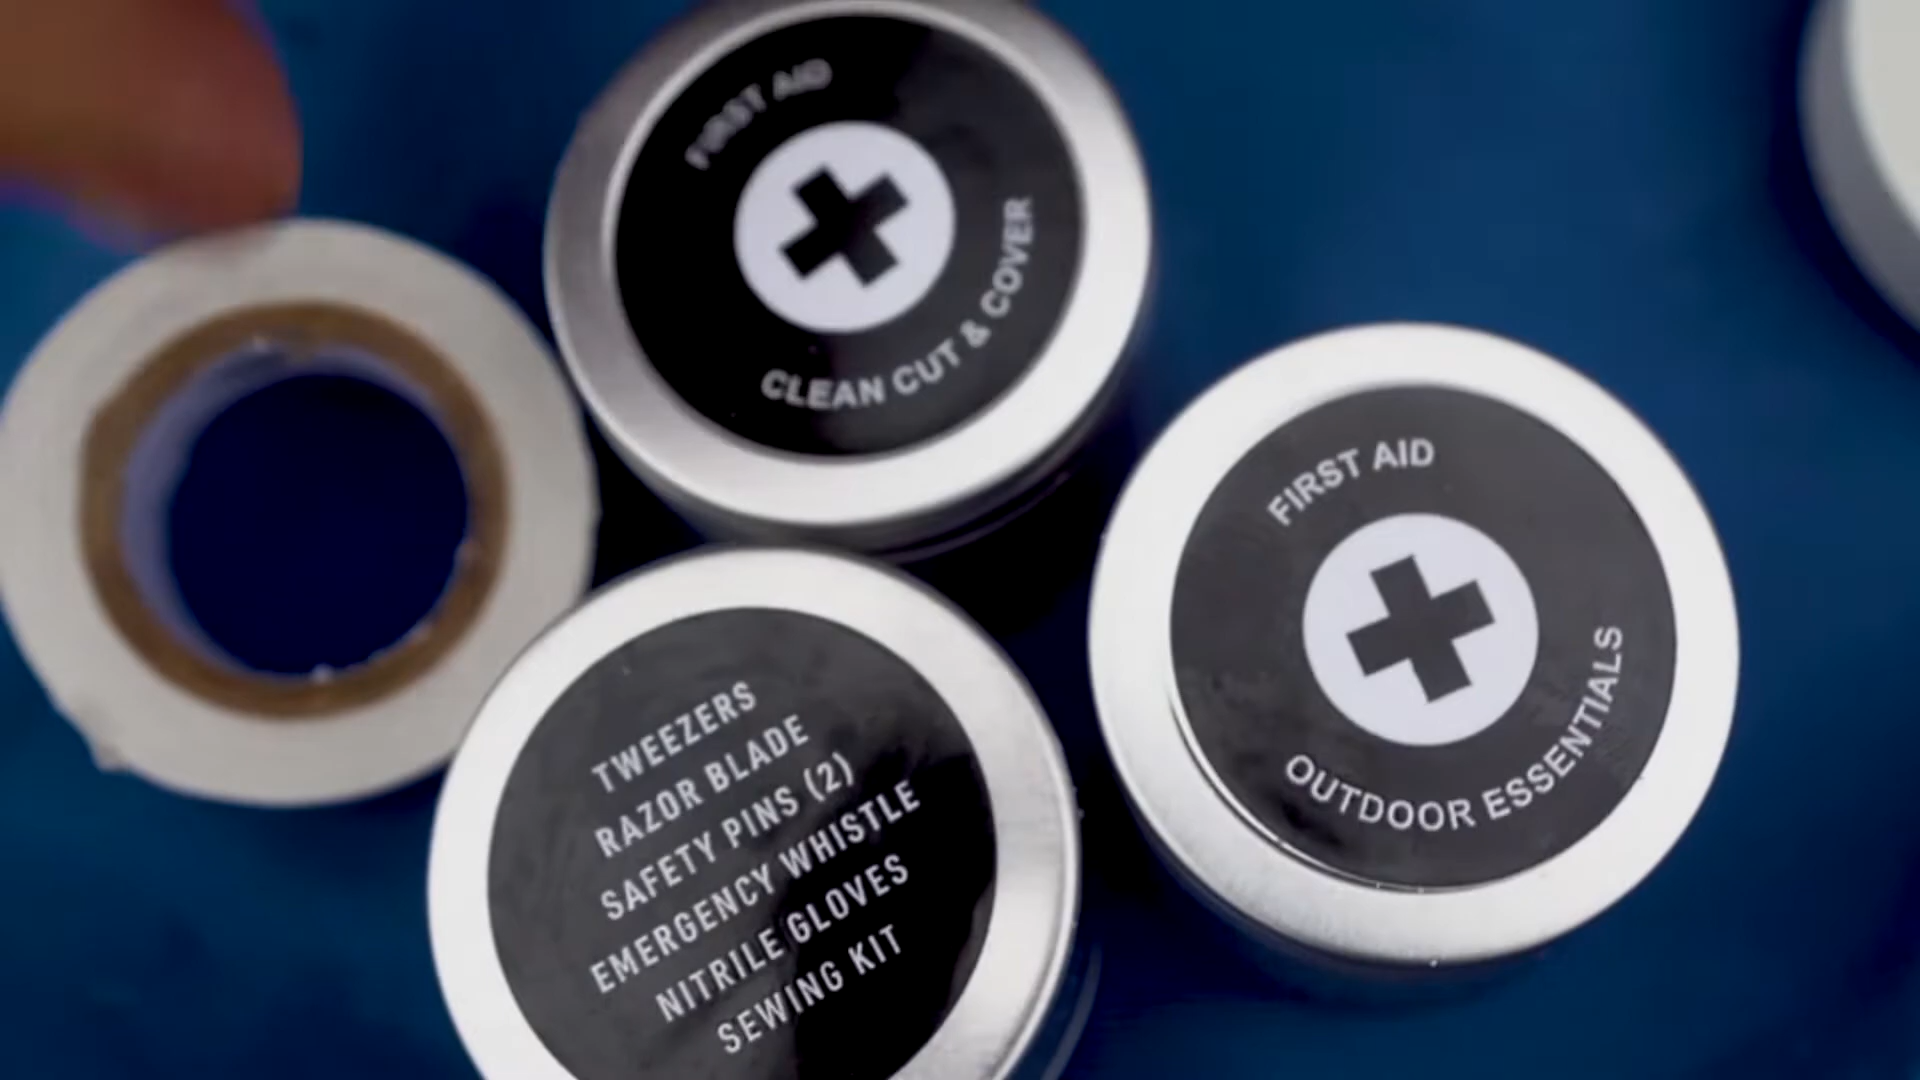 FIRST AID
CLEAN CUT & COVER
FIRST AID
OUTDOOR ESSENTIALS
TWEEZERS
RAZOR BLADE
SAFETY PINS (2)
EMERGENCY WHISTLE
NITRILE GLOVES
SEWING KIT